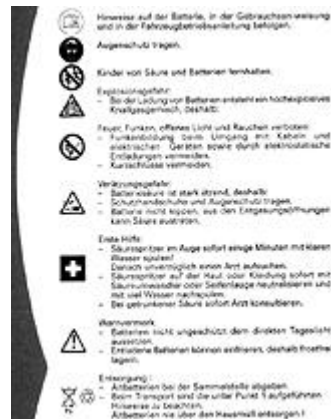 Hinweise auf der Batterie, in der Gebrauchsanweisung
und in der Fahrzeugbetriebsanleitung befolgen.
Augenschutz tragen.
Kinder von Säure und Batterien fernhalten.
Explosionsgefahr:
- Bei der Ladung von Batterien entsteht ein hochexplosives
Knallgasgemisch, deshalb:
Feuer, Funken, offenes Licht und Rauchen verboten:
- Funkenbildung beim Umgang mit Kabeln und
elektrischen Geräten sowie durch elektrostatische
Entladungen vermeiden.
- Kurzschlüsse vermeiden.
Verätzungsgefahr:
- Batteriesäure ist stark ätzend, deshalb:
- Schutzhandschuhe und Augenschutz tragen.
- Batterie nicht kippen, aus den Entgasungsöffnungen
kann Säure austreten.
Erste Hilfe:
- Säurespritzer im Auge sofort einige Minuten mit klarem
Wasser spülen!
Danach unverzüglich einen Arzt aufsuchen.
- Säurespritzer auf der Haut oder Kleidung sofort mit
Säureumwandler oder Seifenlauge neutralisieren und
mit viel Wasser nachspülen.
- Bei getrunkener Säure sofort Arzt konsultieren.
Warnvermerk:
- Batterien nicht ungeschützt dem direkten Tageslicht
aussetzen.
- Entladene Batterien können einfrieren, deshalb frostfrei
lagern.
Entsorgung:
- Altbatterien bei der Sammelstelle abgeben.
- Beim Transport sind die unter Punkt 1 aufgeführten
Hinweise zu beachten.
- Altbatterien nie über den Hausmüll entsorgen!
Pb